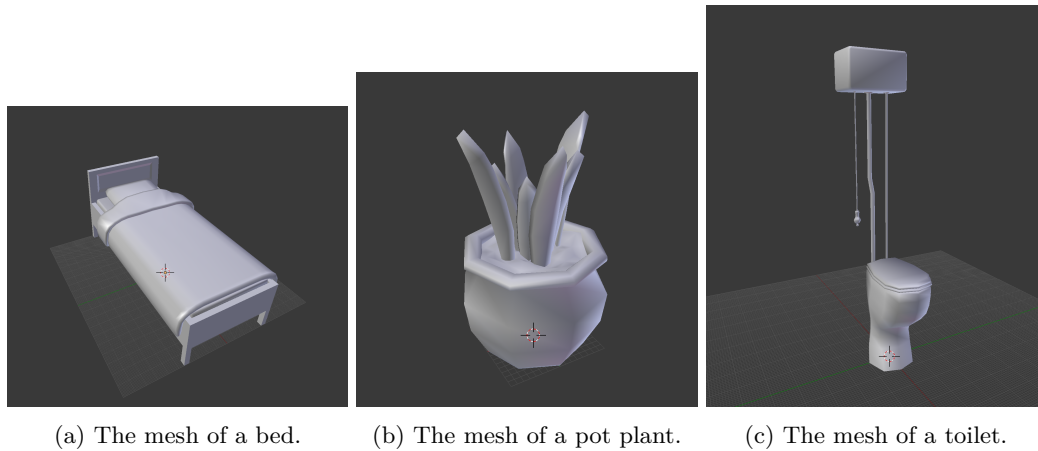 (a) The mesh of a bed.
(b) The mesh of a pot plant.
(c) The mesh of a toilet.